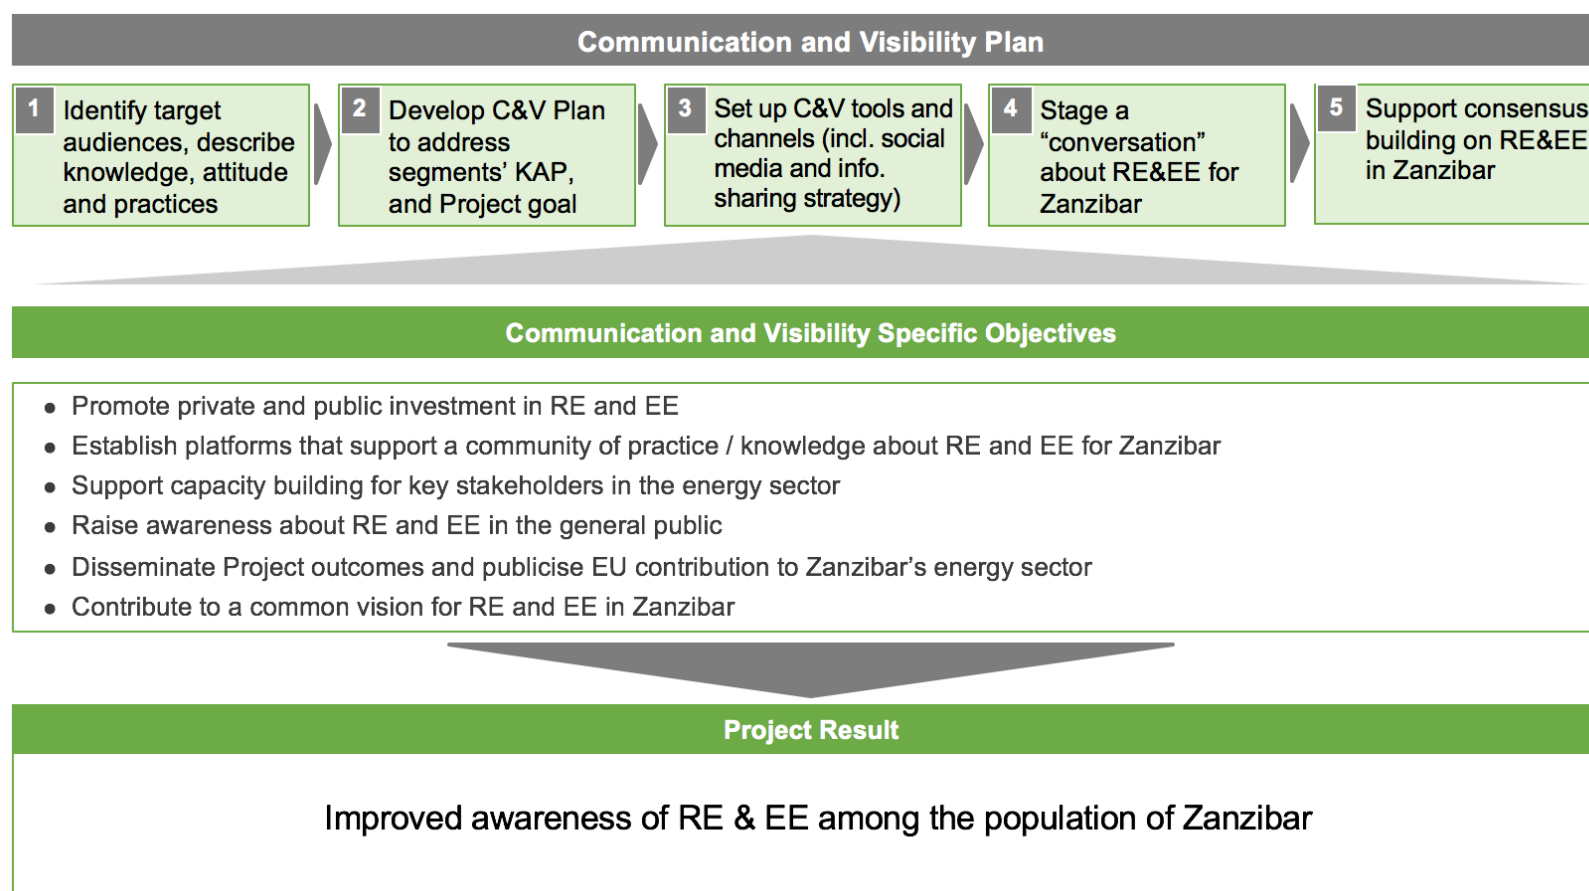 Communication and Visibility Plan
1
Identify target
audiences, describe
knowledge, attitude
and practices
2
Develop C&V Plan
to address
segments’ KAP,
and Project goal
3
Set up C&V tools and
channels (incl. social
media and info.
sharing strategy)
4
Stage a
“conversation”
about RE&EE for
Zanzibar
5
Support consensus
building on RE&EE
in Zanzibar
Communication and Visibility Specific Objectives
● Promote private and public investment in RE and EE
● Establish platforms that support a community of practice / knowledge about RE and EE for Zanzibar
● Support capacity building for key stakeholders in the energy sector
● Raise awareness about RE and EE in the general public
● Disseminate Project outcomes and publicise EU contribution to Zanzibar’s energy sector
● Contribute to a common vision for RE and EE in Zanzibar
Project Result
Improved awareness of RE & EE among the population of Zanzibar